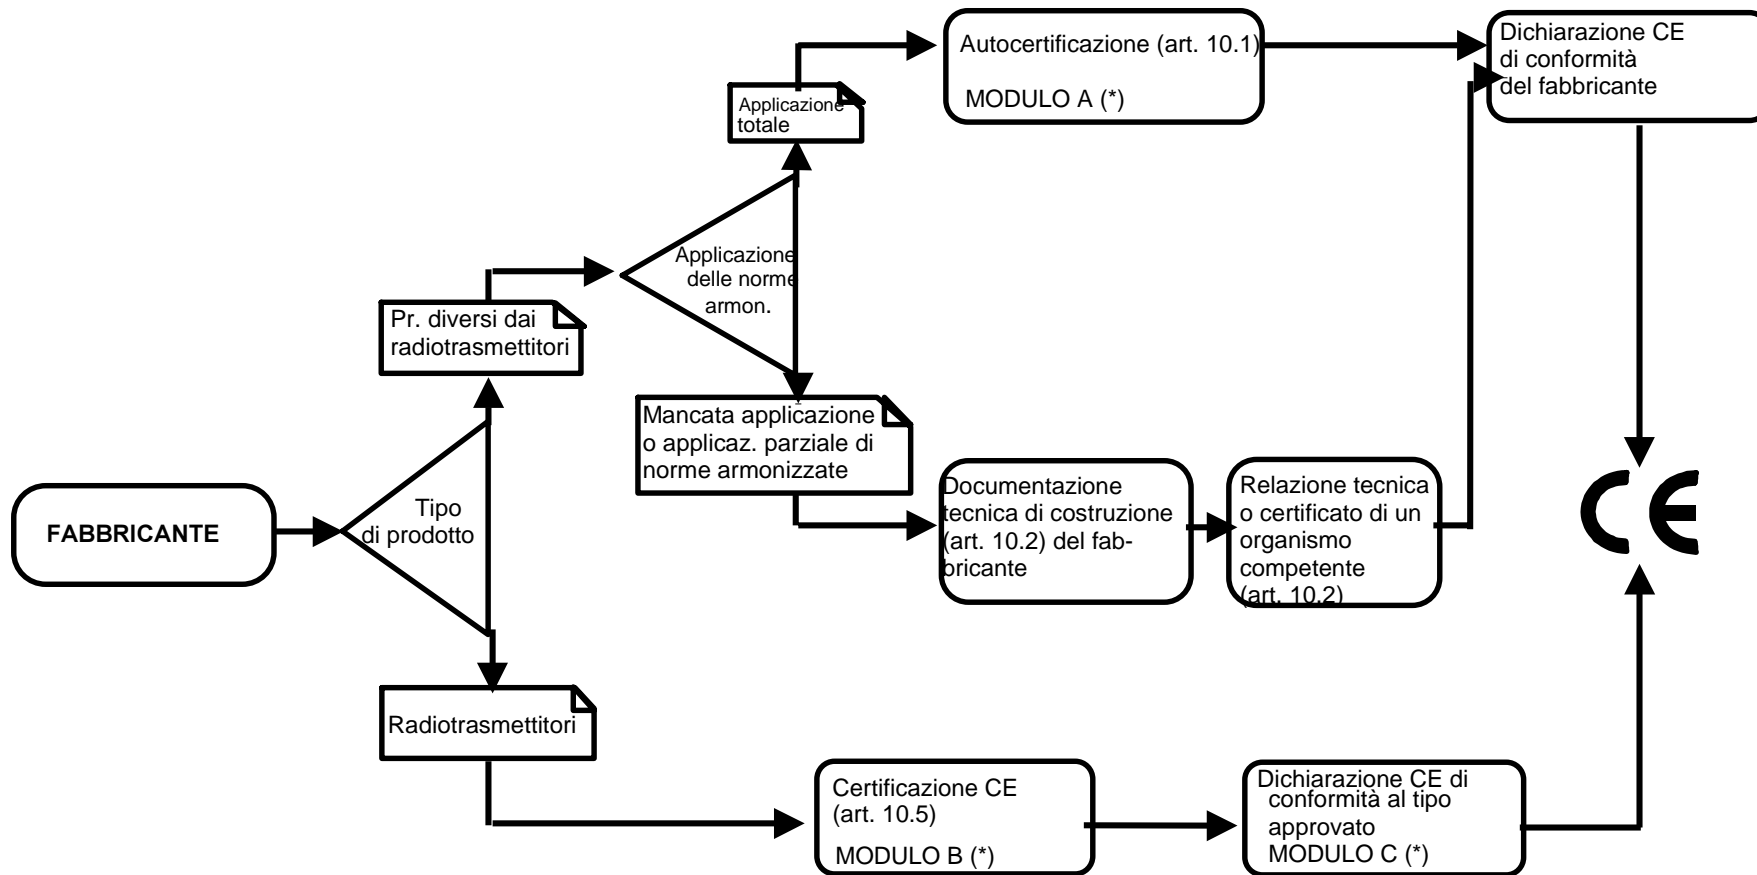 Autocertificazione (art. 10.1)
MODULO A (*)
Dichiarazione CE
di conformità
del fabbricante
Applicazione
totale
Applicazione
delle norme
armon.
Pr. diversi dai
radiotrasmettitori
Mancata applicazione
o applicaz. parziale di
norme armonizzate
FABBRICANTE
Tipo
di prodotto
Documentazione
tecnica di costruzione
(art. 10.2) del fab-
bricante
Relazione tecnica
o certificato di un
organismo
competente
(art. 10.2)
CE
Radiotrasmettitori
Certificazione CE
(art. 10.5)
MODULO B (*)
Dichiarazione CE di
conformità al tipo
approvato
MODULO C (*)